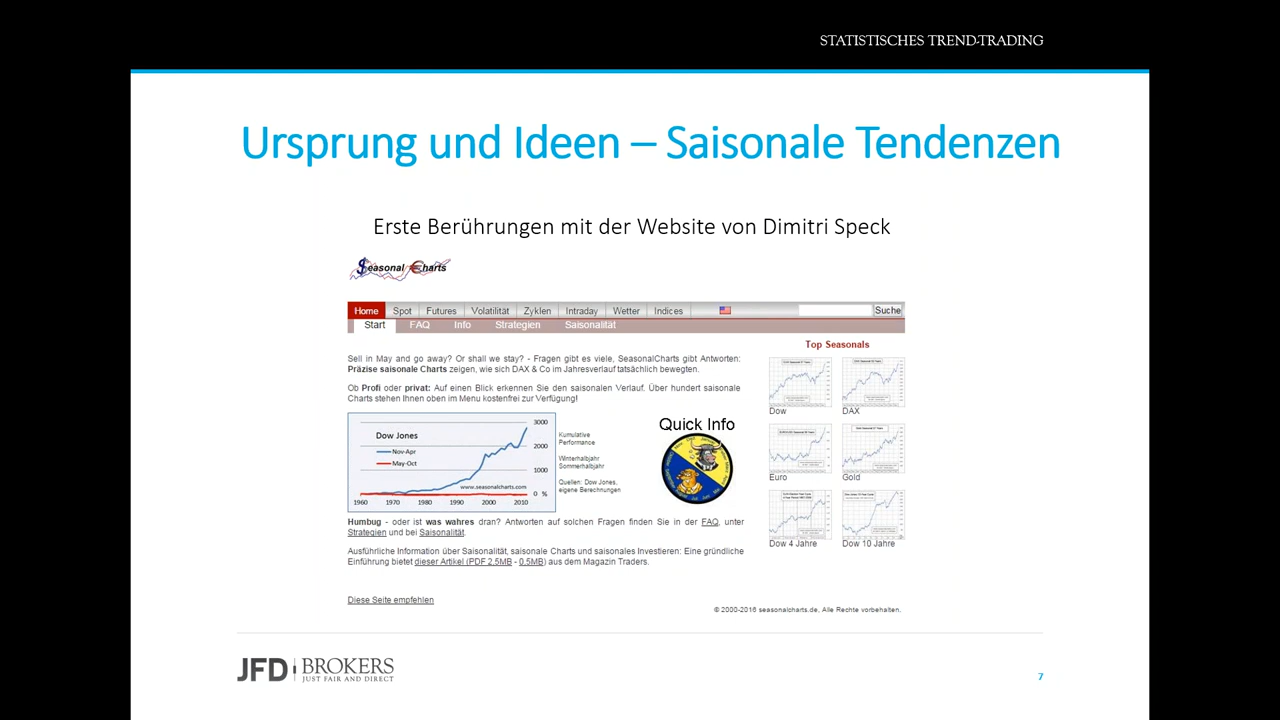 STATISTISCHES TREND-TRADING
Ursprung und Ideen – Saisonale Tendenzen
Erste Berührungen mit der Website von Dimitri Speck
$easonal €harts
Home Spot Futures Volatilität Zyklen Intraday Wetter Indices Suche
Start FAQ Info Strategien Saisonalität
Sell in May and go away? Or shall we stay? - Fragen gibt es viele, SeasonalCharts gibt Antworten:
Präzise saisonale Charts zeigen, wie sich DAX & Co im Jahresverlauf tatsächlich bewegten.
Ob Profi oder privat: Auf einen Blick erkennen Sie den saisonalen Verlauf. Über hundert saisonale
Charts stehen Ihnen oben im Menu kostenfrei zur Verfügung!
Dow Jones
Nov-Apr
May-Oct
www.seasonalcharts.com
3000
2000
1000
0 %
1960 1970 1980 1990 2000 2010
Kumulative
Performance
Winterhalbjahr
Sommerhalbjahr
Quellen: Dow Jones,
eigene Berechnungen
Quick Info
Humbug - oder ist was wahres dran? Antworten auf solchen Fragen finden Sie in der FAQ, unter
Strategien und bei Saisonalität.
Ausführliche Information über Saisonalität, saisonale Charts und saisonales Investieren: Eine gründliche
Einführung bietet dieser Artikel (PDF 2,5MB - 0,5MB) aus dem Magazin Traders.
Diese Seite empfehlen
Top Seasonals
Dow DAX
Euro Gold
Dow 4 Jahre Dow 10 Jahre
© 2000-2016 seasonalcharts.de, Alle Rechte vorbehalten.
JFD BROKERS
JUST FAIR AND DIRECT
7